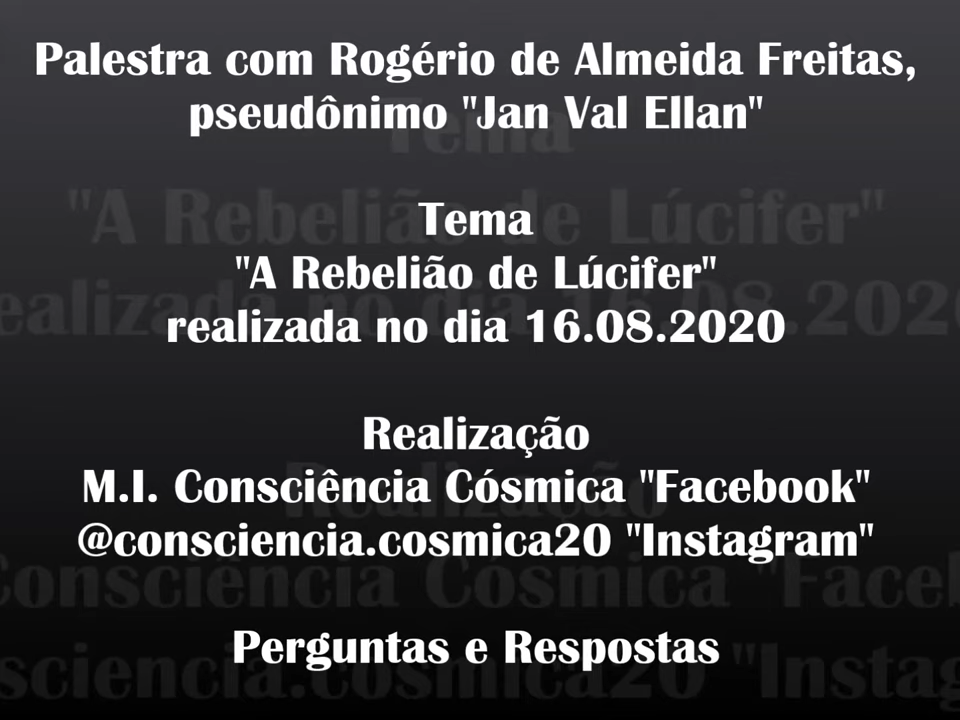 Palestra com Rogério de Almeida Freitas,
pseudônimo "Jan Val Ellan"
Tema
"A Rebelião de Lúcifer"
realizada no dia 16.08.2020
Realização
M.I. Consciência Cósmica "Facebook"
@consciencia.cosmica20 "Instagram"
Perguntas e Respostas